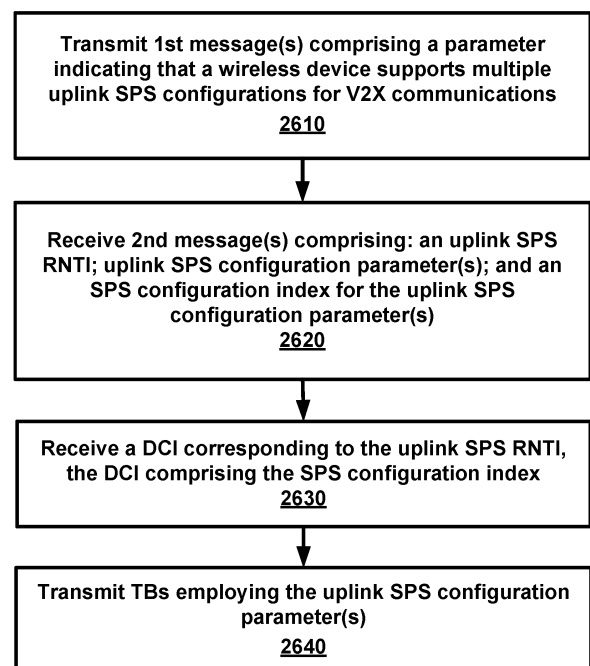 Transmit 1st message(s) comprising a parameter
indicating that a wireless device supports multiple
uplink SPS configurations for V2X communications
2610
Receive 2nd message(s) comprising: an uplink SPS
RNTI; uplink SPS configuration parameter(s); and an
SPS configuration index for the uplink SPS
configuration parameter(s)
2620
Receive a DCI corresponding to the uplink SPS RNTI,
the DCI comprising the SPS configuration index
2630
Transmit TBs employing the uplink SPS configuration
parameter(s)
2640